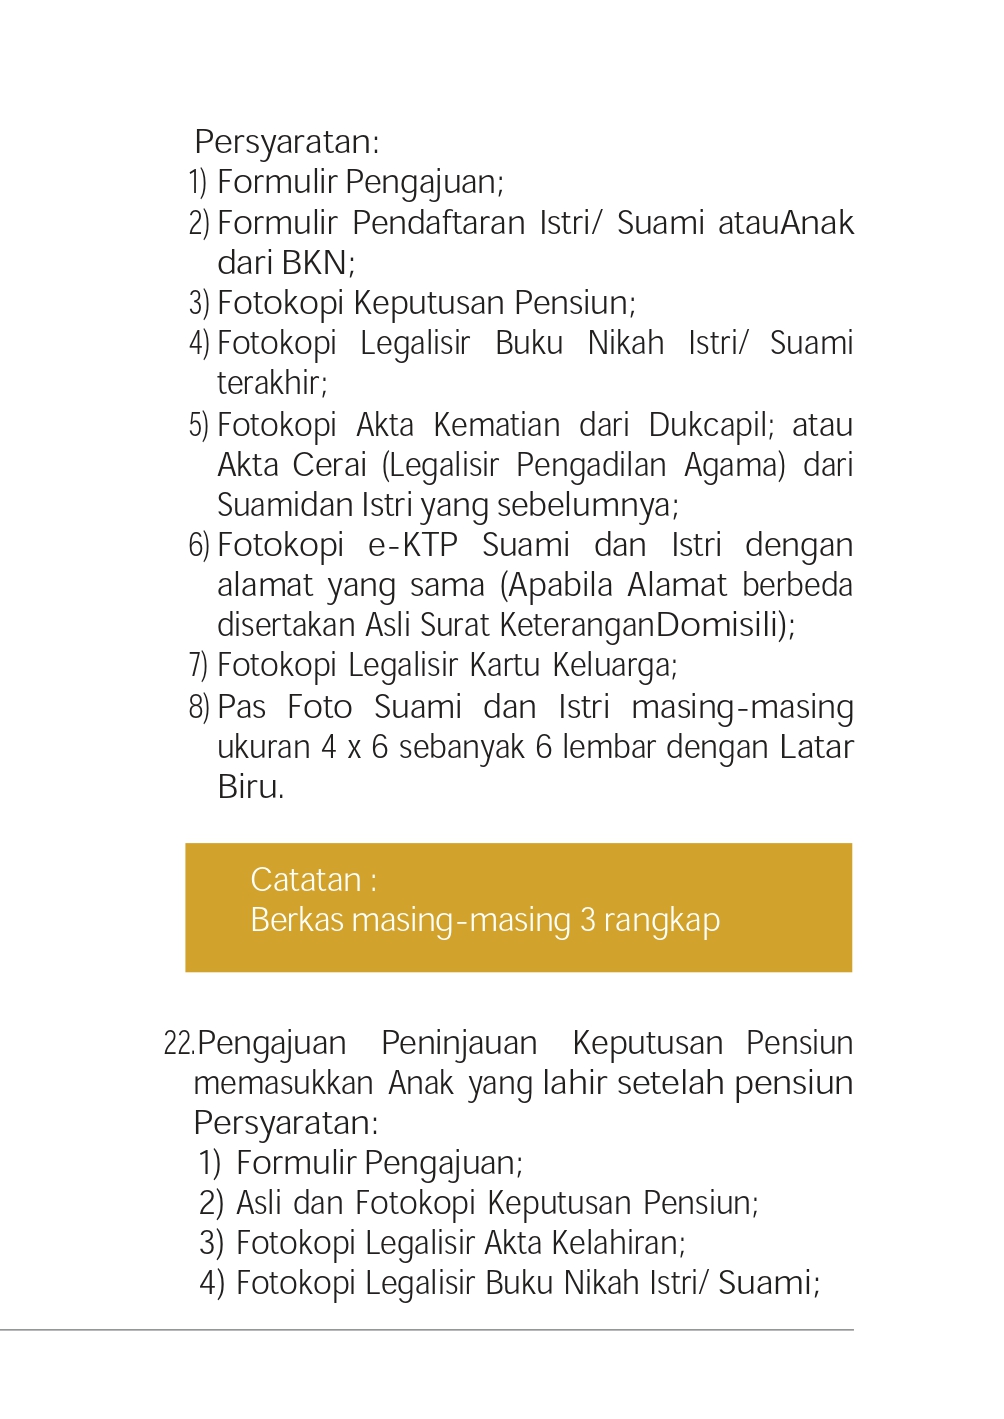 Persyaratan:
1) Formulir Pengajuan;
2) Formulir Pendaftaran Istri/ Suami atauAnak
dari BKN;
3) Fotokopi Keputusan Pensiun;
4) Fotokopi Legalisir Buku Nikah Istri/ Suami
terakhir;
5) Fotokopi Akta Kematian dari Dukcapil; atau
Akta Cerai (Legalisir Pengadilan Agama) dari
Suamidan Istri yang sebelumnya;
6) Fotokopi e-KTP Suami dan Istri dengan
alamat yang sama (Apabila Alamat berbeda
disertakan Asli Surat KeteranganDomisili);
7) Fotokopi Legalisir Kartu Keluarga;
8) Pas Foto Suami dan Istri masing-masing
ukuran 4 x 6 sebanyak 6 lembar dengan Latar
Biru.
Catatan :
Berkas masing-masing 3 rangkap
22.Pengajuan Peninjauan Keputusan Pensiun
memasukkan Anak yang lahir setelah pensiun
Persyaratan:
1) Formulir Pengajuan;
2) Asli dan Fotokopi Keputusan Pensiun;
3) Fotokopi Legalisir Akta Kelahiran;
4) Fotokopi Legalisir Buku Nikah Istri/ Suami;